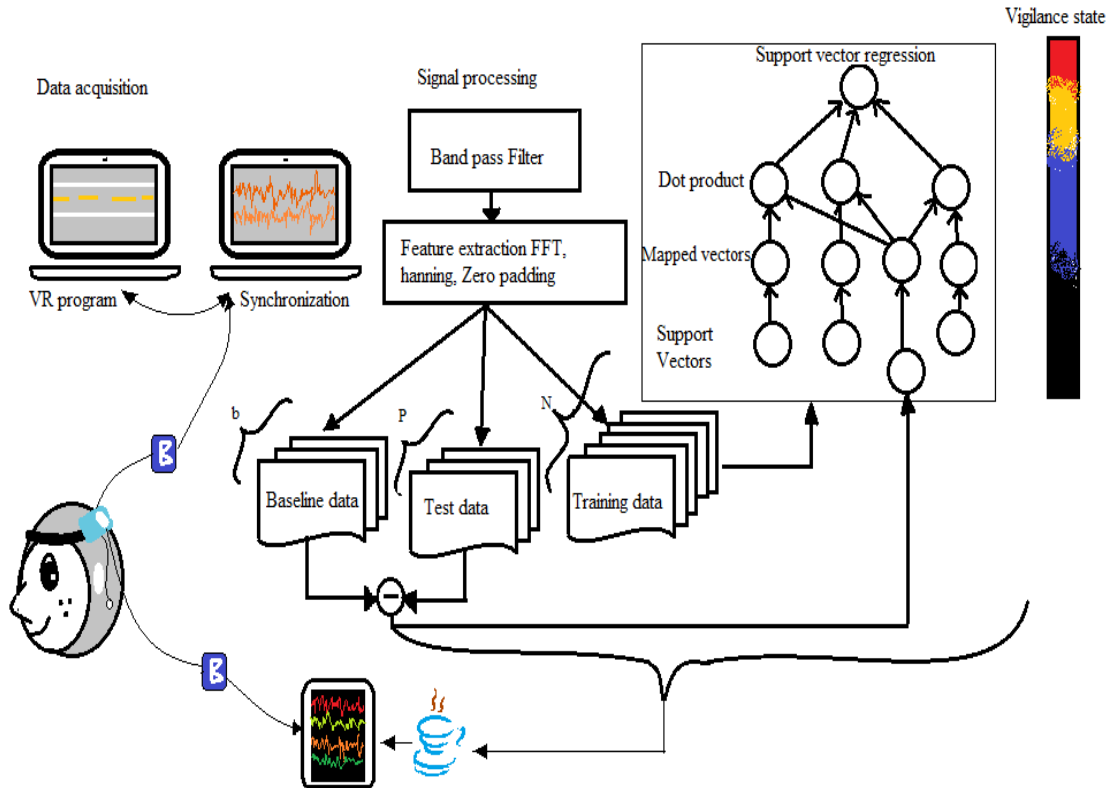 Vigilance state
Support vector regression
Signal processing
Data acquisition
Band pass Filter
Dot product
Feature extraction FFT,
hanning, Zero padding
Mapped vectors
VR program
Synchronization
Support
Vectors
b
P
N
Baseline data
Test data
Training data
B
B